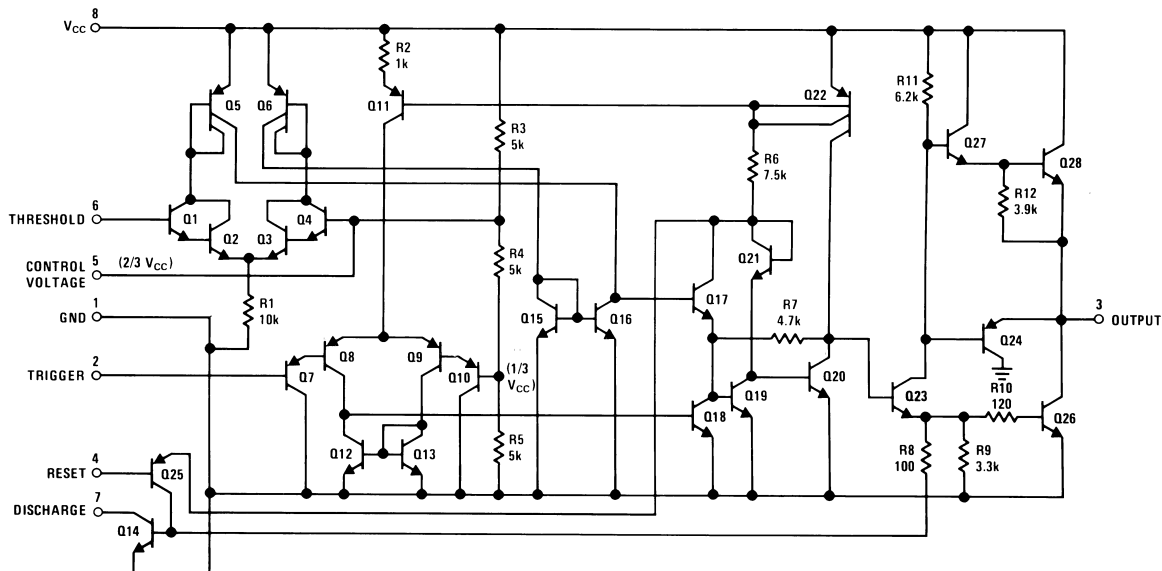 8
VCC
R2
1k
R11
6.2k
Q5
Q6
Q11
Q22
R3
5k
Q27
Q28
R6
7.5k
R12
3.9k
6
THRESHOLD
Q1
Q2
Q3
Q4
5
CONTROL
VOLTAGE
(2/3 VCC)
R4
5k
Q21
1
GND
R1
10k
Q15
Q16
Q17
R7
4.7k
3
OUTPUT
Q24
2
TRIGGER
Q7
Q8
Q9
Q10
(1/3
VCC)
Q18
Q19
Q20
Q23
R10
120
Q26
Q12
Q13
R5
5k
R8
100
R9
3.3k
4
RESET
Q25
7
DISCHARGE
Q14